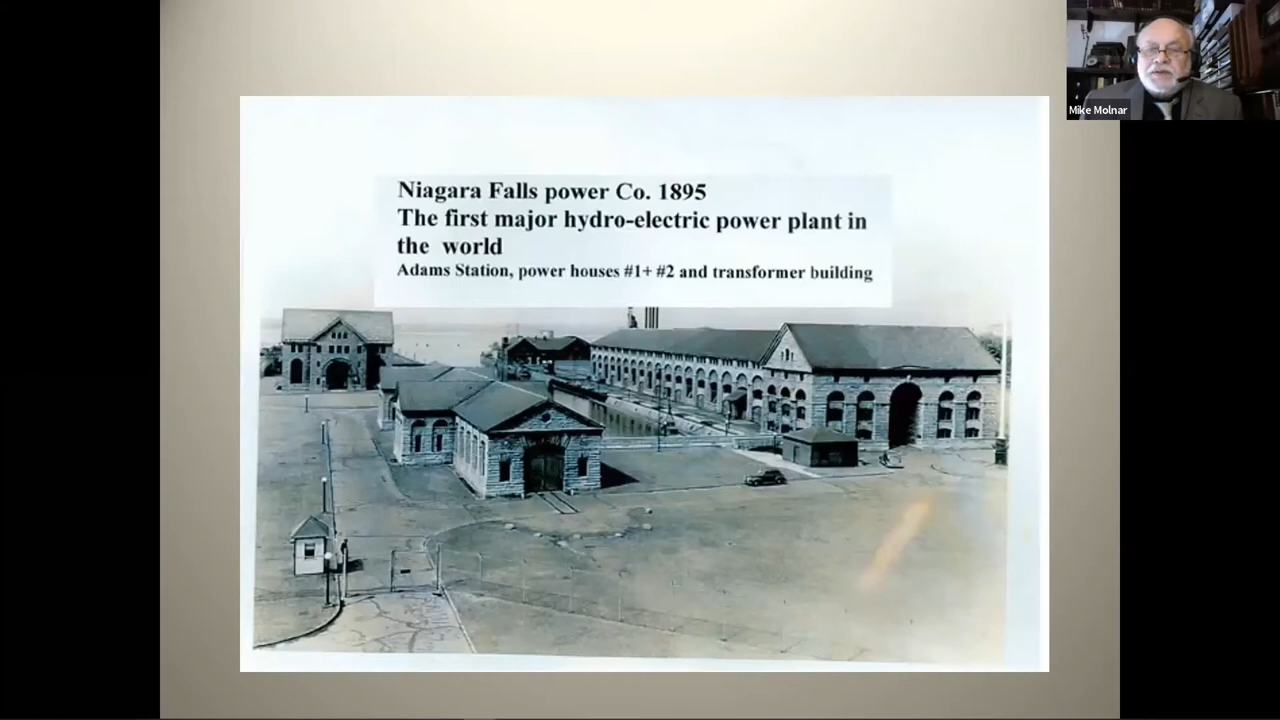 Niagara Falls power Co. 1895
The first major hydro-electric power plant in
the world
Adams Station, power houses #1+ #2 and transformer building
Mike Molnar